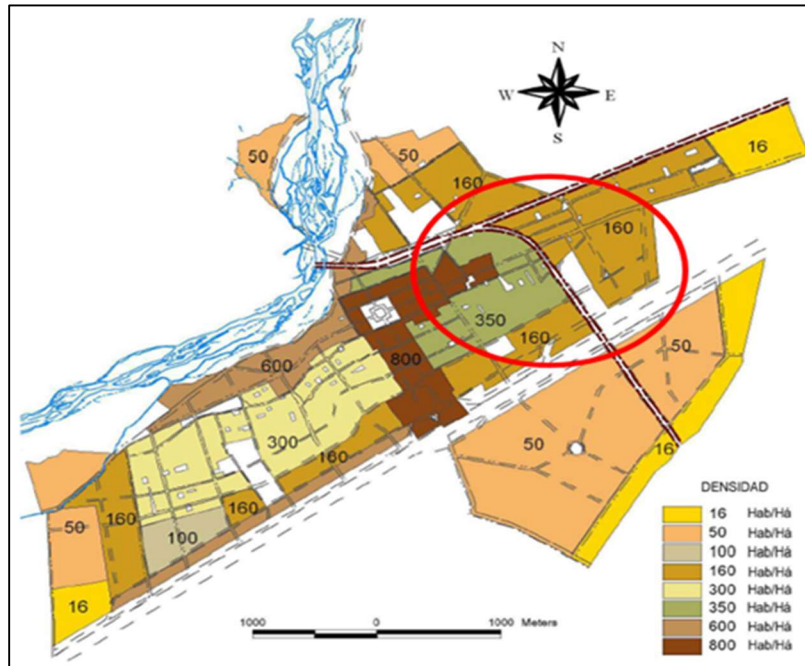 N
W E
S
50
50
160
16
160
350
160
800
600
300
160
50
50
16
50
160
160
100
16
DENSIDAD
16 Hab/Há
50 Hab/Há
100 Hab/Há
160 Hab/Há
300 Hab/Há
350 Hab/Há
600 Hab/Há
800 Hab/Há
1000 0 1000 Meters